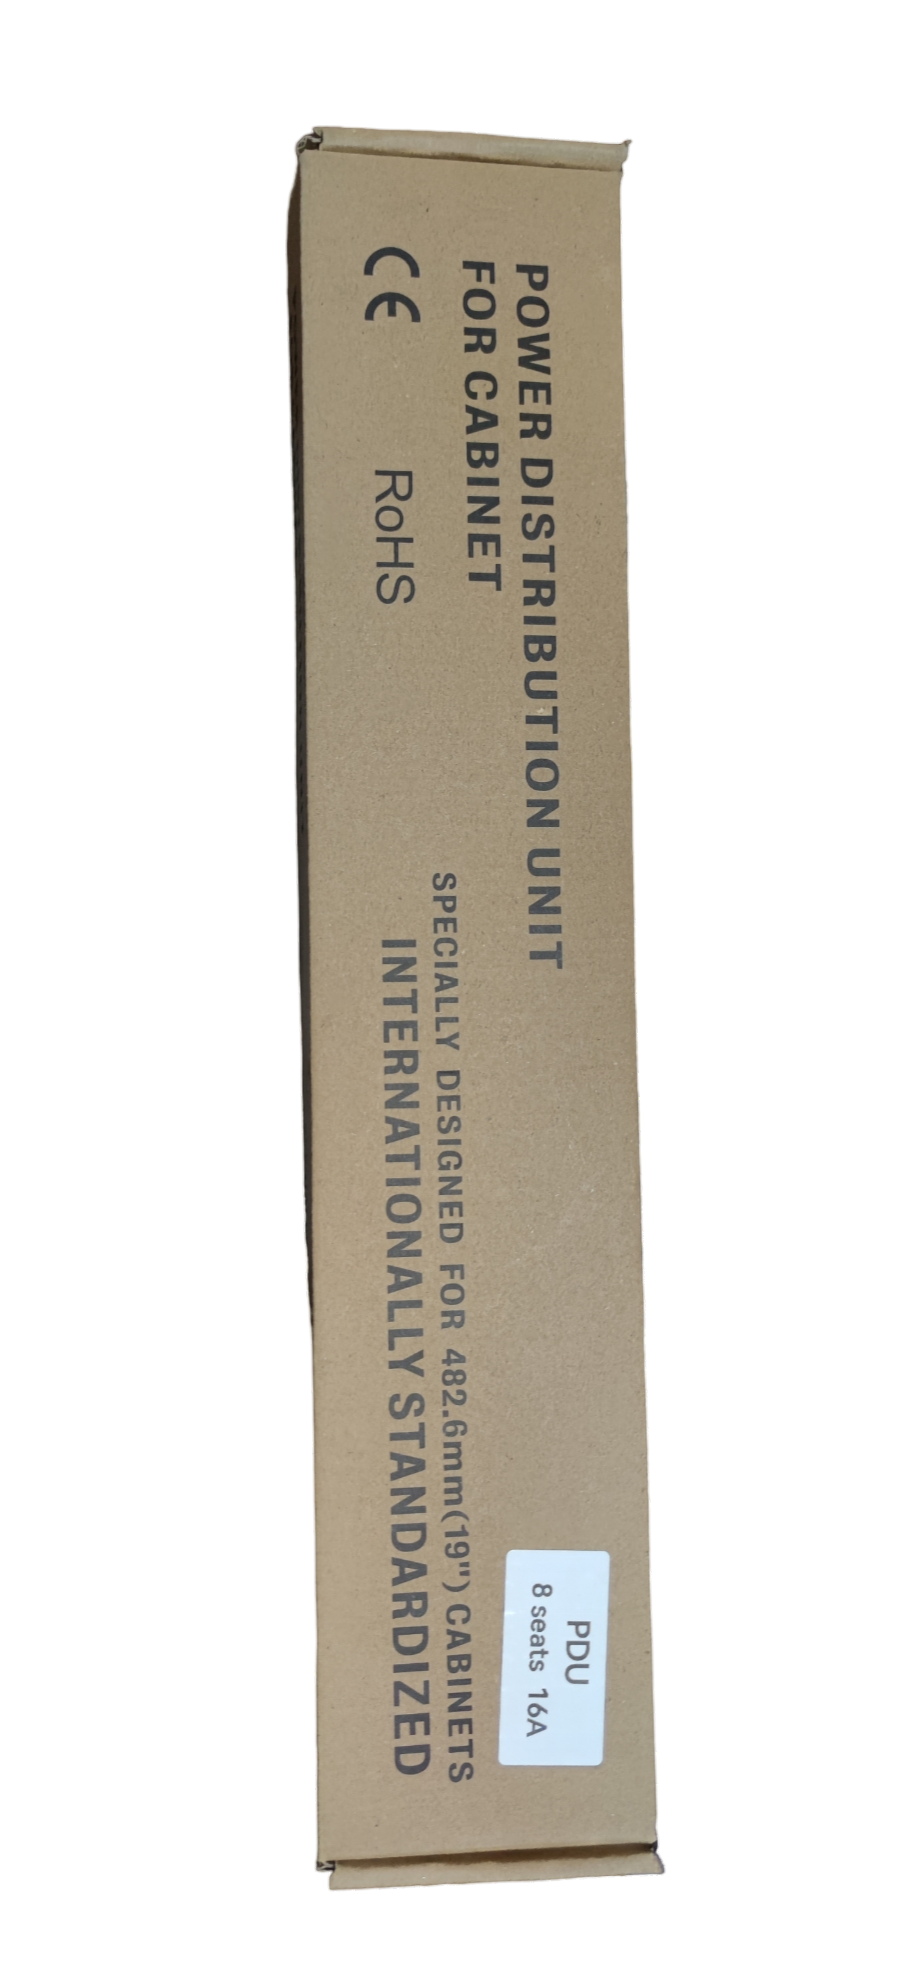 POWER DISTRIBUTION UNIT
FOR CABINET
CE
RoHS
SPECIALLY DESIGNED FOR 482.6mm(19") CABINETS
INTERNATIONALLY STANDARDIZED
PDU
8 seats 16A